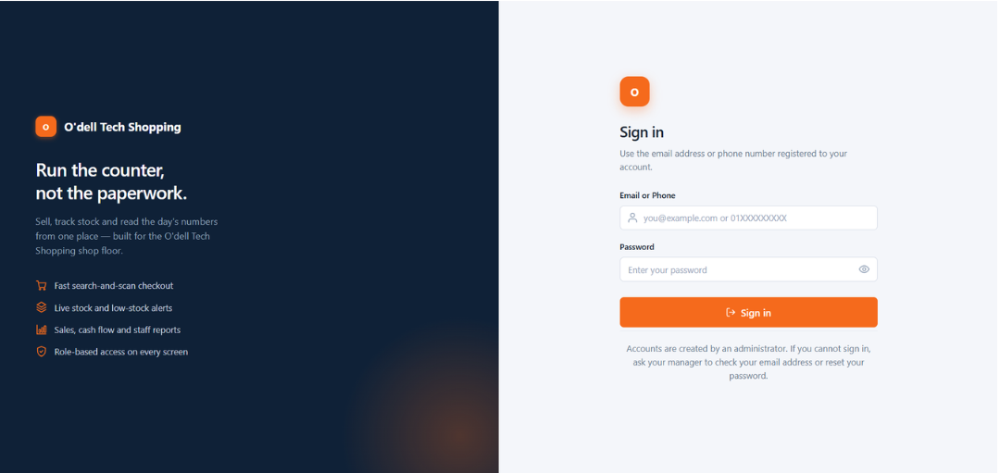 O
O'dell Tech Shopping
Run the counter,
not the paperwork.
Sell, track stock and read the day's numbers
from one place — built for the O'dell Tech
Shopping shop floor.
Fast search-and-scan checkout
Live stock and low-stock alerts
Sales, cash flow and staff reports
Role-based access on every screen
O
Sign in
Use the email address or phone number registered to your
account.
Email or Phone
you@example.com or 01XXXXXXXXX
Password
Enter your password
Sign in
Accounts are created by an administrator. If you cannot sign in,
ask your manager to check your email address or reset your
password.